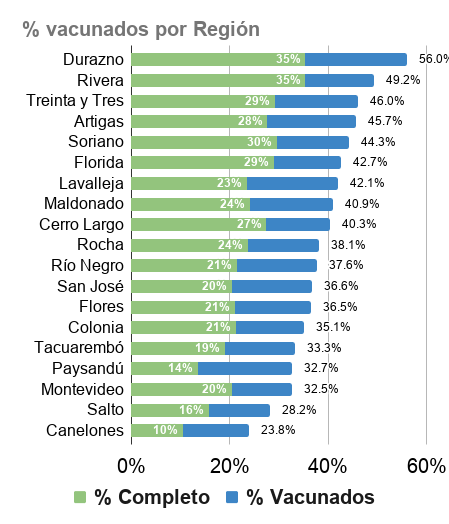 % vacunados por Región
Durazno 35% 56.0%
Rivera 35% 49.2%
Treinta y Tres 29% 46.0%
Artigas 28% 45.7%
Soriano 30% 44.3%
Florida 29% 42.7%
Lavalleja 23% 42.1%
Maldonado 24% 40.9%
Cerro Largo 27% 40.3%
Rocha 24% 38.1%
Río Negro 21% 37.6%
San José 20% 36.6%
Flores 21% 36.5%
Colonia 21% 35.1%
Tacuarembó 19% 33.3%
Paysandú 14% 32.7%
Montevideo 20% 32.5%
Salto 16% 28.2%
Canelones 10% 23.8%
0% 20% 40% 60%
% Completo % Vacunados